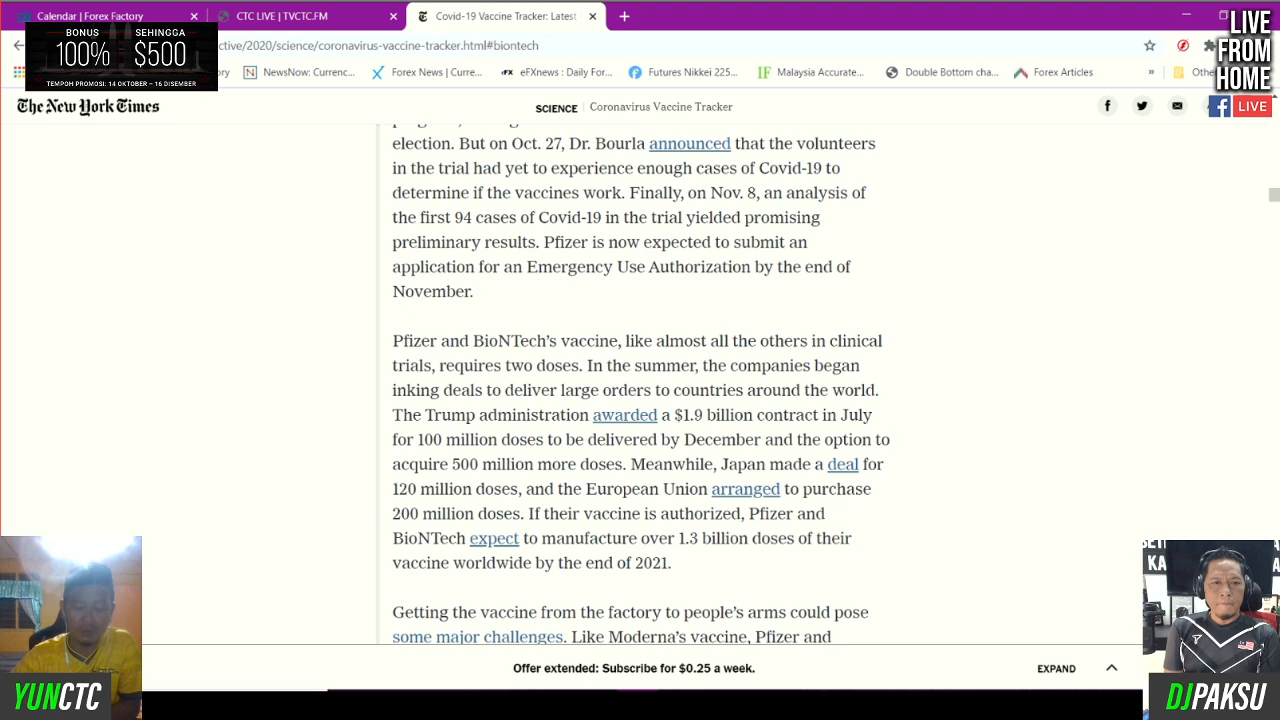 Calendar | Forex Factory
CTC LIVE | TVCTC.FM
Covid-19 Vaccine Tracker: Latest
BONUS
SEHINGGA
100%
$500
TEMPOH PROMOSI: 14 OKTOBER – 16 DISEMBER
ctive/2020/science/coronavirus-vaccine-tracker.html#biontech
NewsNow: Currenc...
Forex News | Curre...
eFXnews : Daily For...
Futures Nikkei 225...
Malaysia Accurate...
Double Bottom cha...
Forex Articles
LIVE
FROM
HOME
LIVE
The New York Times
SCIENCE
Coronavirus Vaccine Tracker
election. But on Oct. 27, Dr. Bourla announced that the volunteers
in the trial had yet to experience enough cases of Covid-19 to
determine if the vaccines work. Finally, on Nov. 8, an analysis of
the first 94 cases of Covid-19 in the trial yielded promising
preliminary results. Pfizer is now expected to submit an
application for an Emergency Use Authorization by the end of
November.
Pfizer and BioNTech’s vaccine, like almost all the others in clinical
trials, requires two doses. In the summer, the companies began
inking deals to deliver large orders to countries around the world.
The Trump administration awarded a $1.9 billion contract in July
for 100 million doses to be delivered by December and the option to
acquire 500 million more doses. Meanwhile, Japan made a deal for
120 million doses, and the European Union arranged to purchase
200 million doses. If their vaccine is authorized, Pfizer and
BioNTech expect to manufacture over 1.3 billion doses of their
vaccine worldwide by the end of 2021.
Getting the vaccine from the factory to people’s arms could pose
some major challenges. Like Moderna’s vaccine, Pfizer and
Offer extended: Subscribe for $0.25 a week.
EXPAND
YUNCTC
DJPAKSU